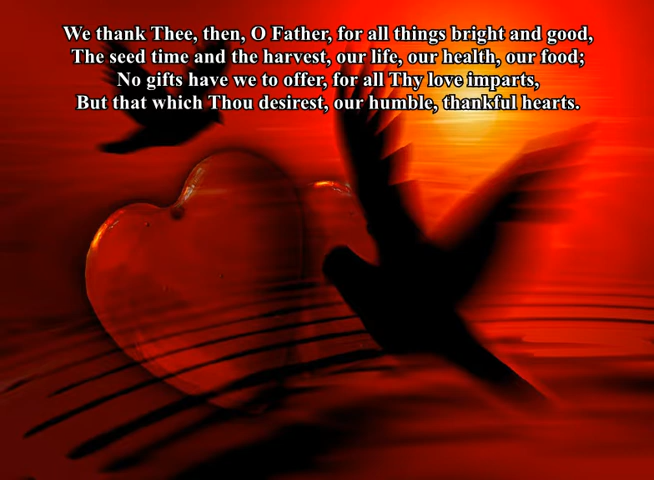 We thank Thee, then, O Father, for all things bright and good,
The seed time and the harvest, our life, our health, our food;
No gifts have we to offer, for all Thy love imparts,
But that which Thou desirest, our humble, thankful hearts.